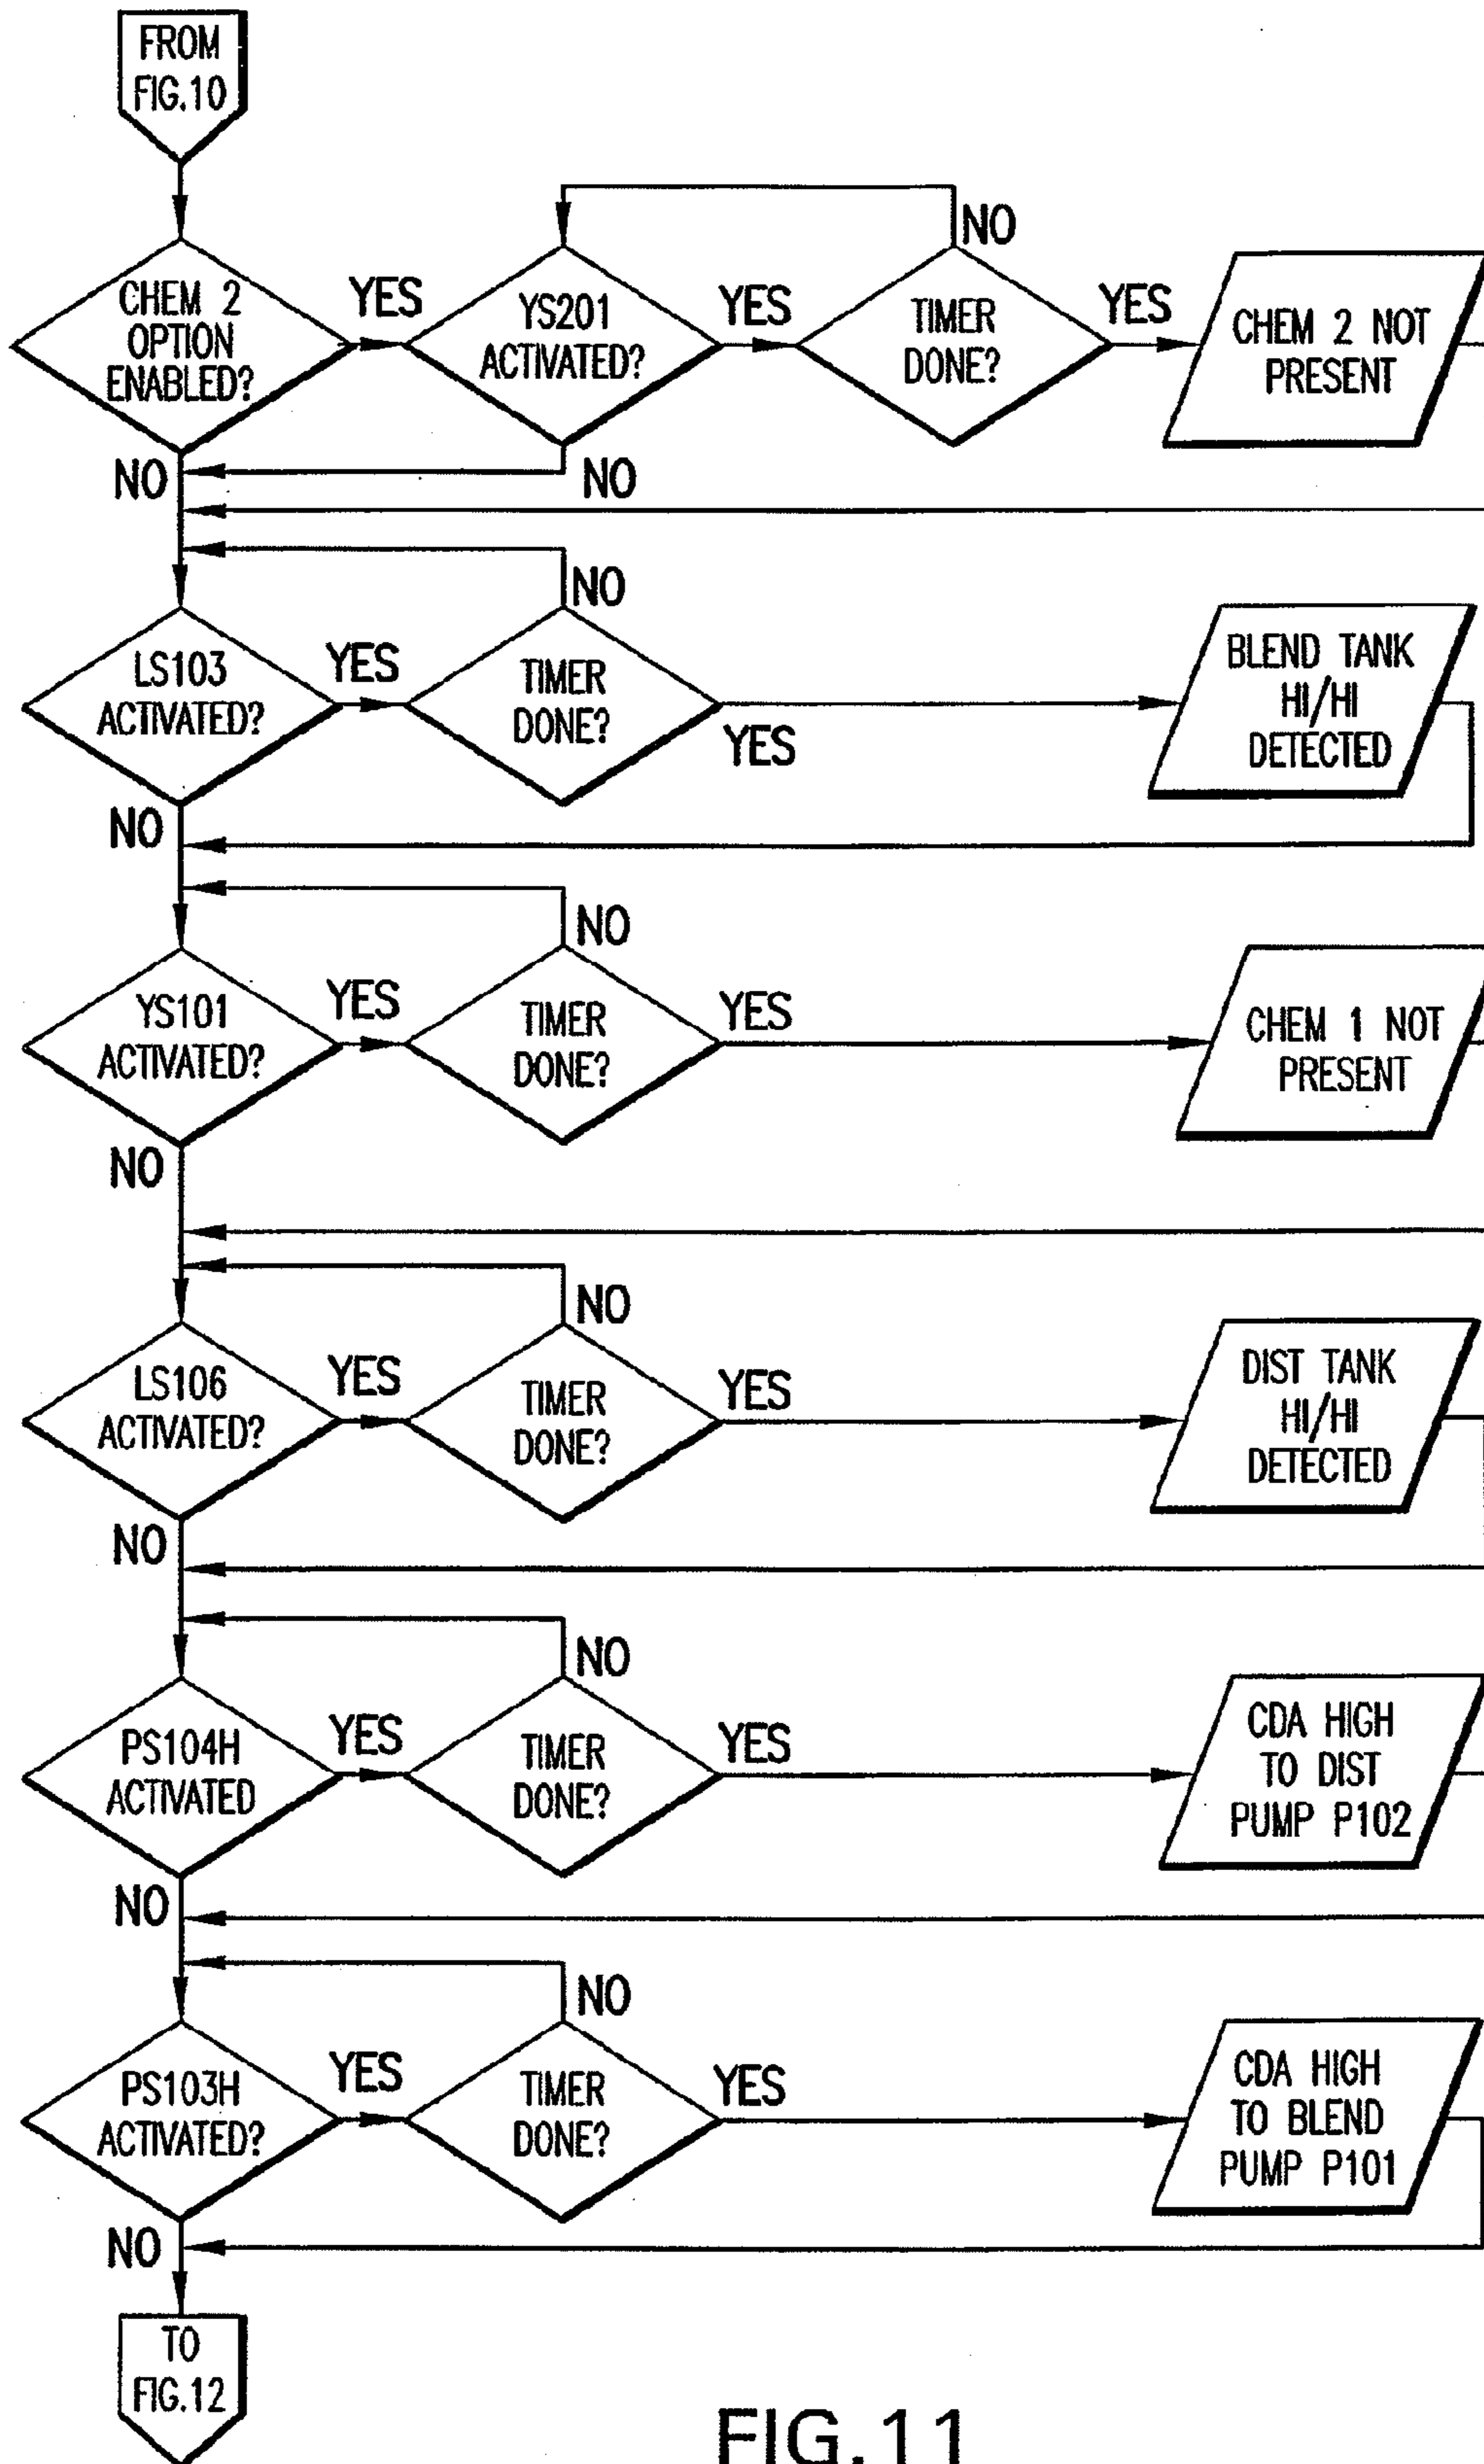 FROM
FIG.10
CHEM 2
OPTION
ENABLED?
YES
YS201
ACTIVATED?
YES
TIMER
DONE?
NO
YES
CHEM 2 NOT
PRESENT
NO
NO
LS103
ACTIVATED?
YES
TIMER
DONE?
NO
YES
BLEND TANK
HI/HI
DETECTED
NO
YS101
ACTIVATED?
YES
TIMER
DONE?
NO
YES
CHEM 1 NOT
PRESENT
NO
LS106
ACTIVATED?
YES
TIMER
DONE?
NO
YES
DIST TANK
HI/HI
DETECTED
NO
PS104H
ACTIVATED
YES
TIMER
DONE?
NO
YES
CDA HIGH
TO DIST
PUMP P102
NO
PS103H
ACTIVATED?
YES
TIMER
DONE?
NO
YES
CDA HIGH
TO BLEND
PUMP P101
NO
TO
FIG.12
FIG.11